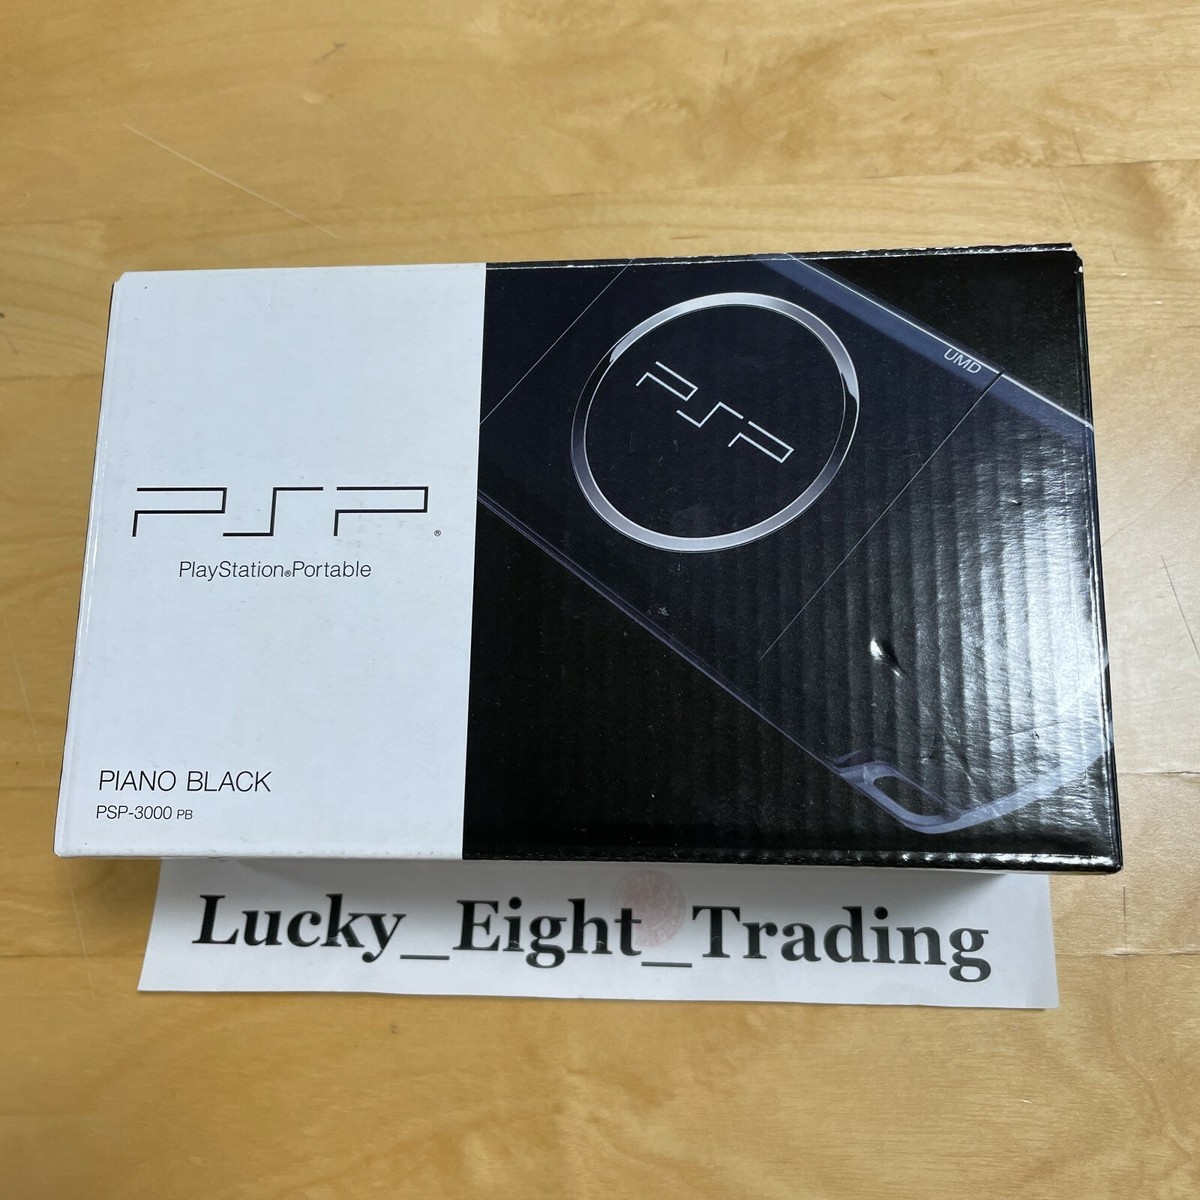 PSP®
PlayStation®Portable
PIANO BLACK
PSP-3000 PB
PSP
UMD
Lucky_Eight_Trading